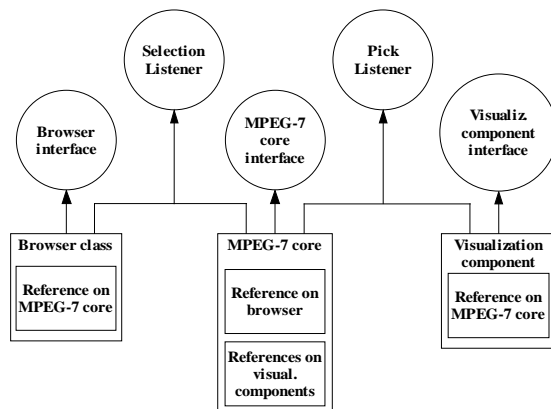 Selection
Listener
Pick
Listener
Browser
interface
MPEG-7
core
interface
Visualiz.
component
interface
Browser class
Reference on
MPEG-7 core
MPEG-7 core
Reference on
browser
References on
visual.
components
Visualization
component
Reference on
MPEG-7 core